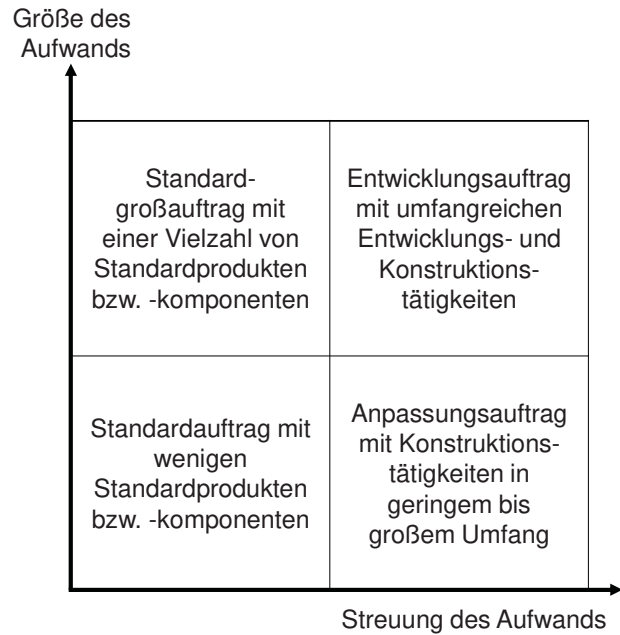 Größe des
Aufwands
Standard-
großauftrag mit
einer Vielzahl von
Standardprodukten
bzw. -komponenten
Entwicklungsauftrag
mit umfangreichen
Entwicklungs- und
Konstruktions-
tätigkeiten
Standardauftrag mit
wenigen
Standardprodukten
bzw. -komponenten
Anpassungsauftrag
mit Konstruktions-
tätigkeiten in
geringem bis
großem Umfang
Streuung des Aufwands